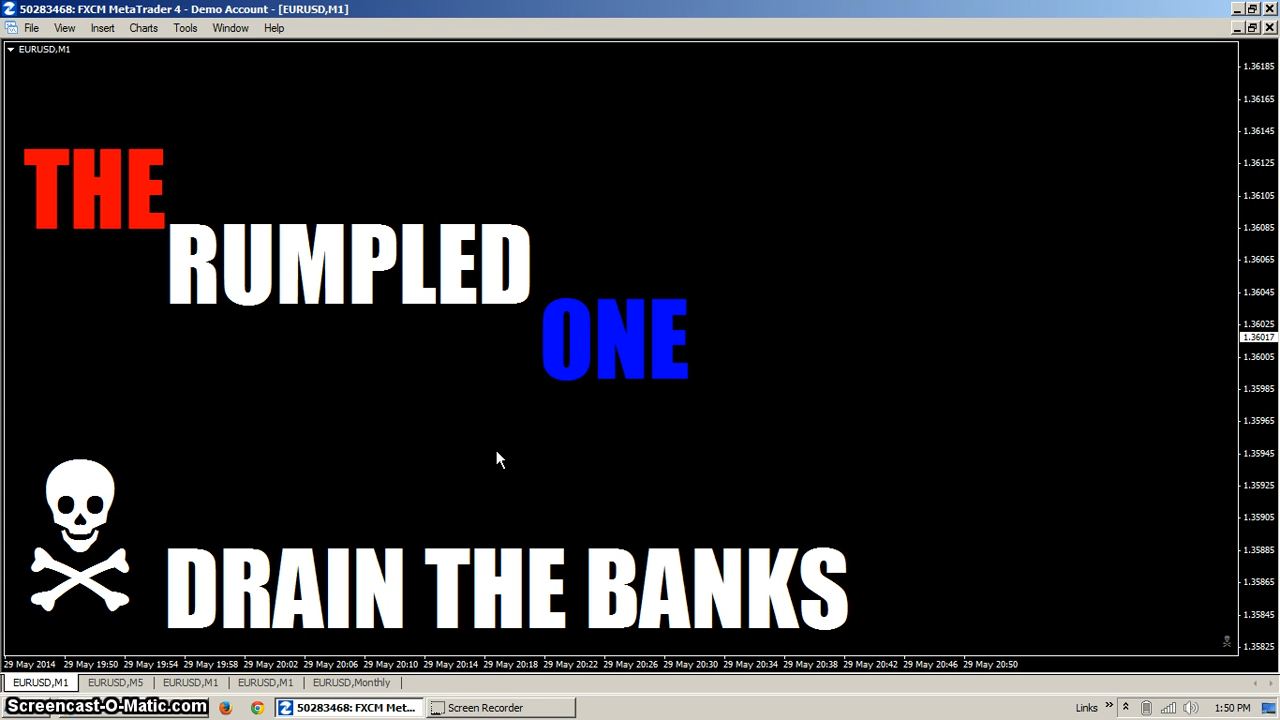 50283468: FXCM MetaTrader 4 - Demo Account - [EURUSD,M1]
File View Insert Charts Tools Window Help
EURUSD,M1
1.36185
1.36165
1.36145
1.36125
1.36105
1.36085
1.36065
1.36045
1.36025
1.36017
1.36005
1.35985
1.35965
1.35945
1.35925
1.35905
1.35885
1.35865
1.35845
1.35825
THE
RUMPLED
ONE
DRAIN THE BANKS
29 May 2014 29 May 19:50 29 May 19:54 29 May 19:58 29 May 20:02 29 May 20:06 29 May 20:10 29 May 20:14 29 May 20:18 29 May 20:22 29 May 20:26 29 May 20:30 29 May 20:34 29 May 20:38 29 May 20:42 29 May 20:46 29 May 20:50
EURUSD,M1 EURUSD,M5 EURUSD,M1 EURUSD,M1 EURUSD,Monthly
Screencast-O-Matic.com 50283468: FXCM Met... Screen Recorder Links 1:50 PM